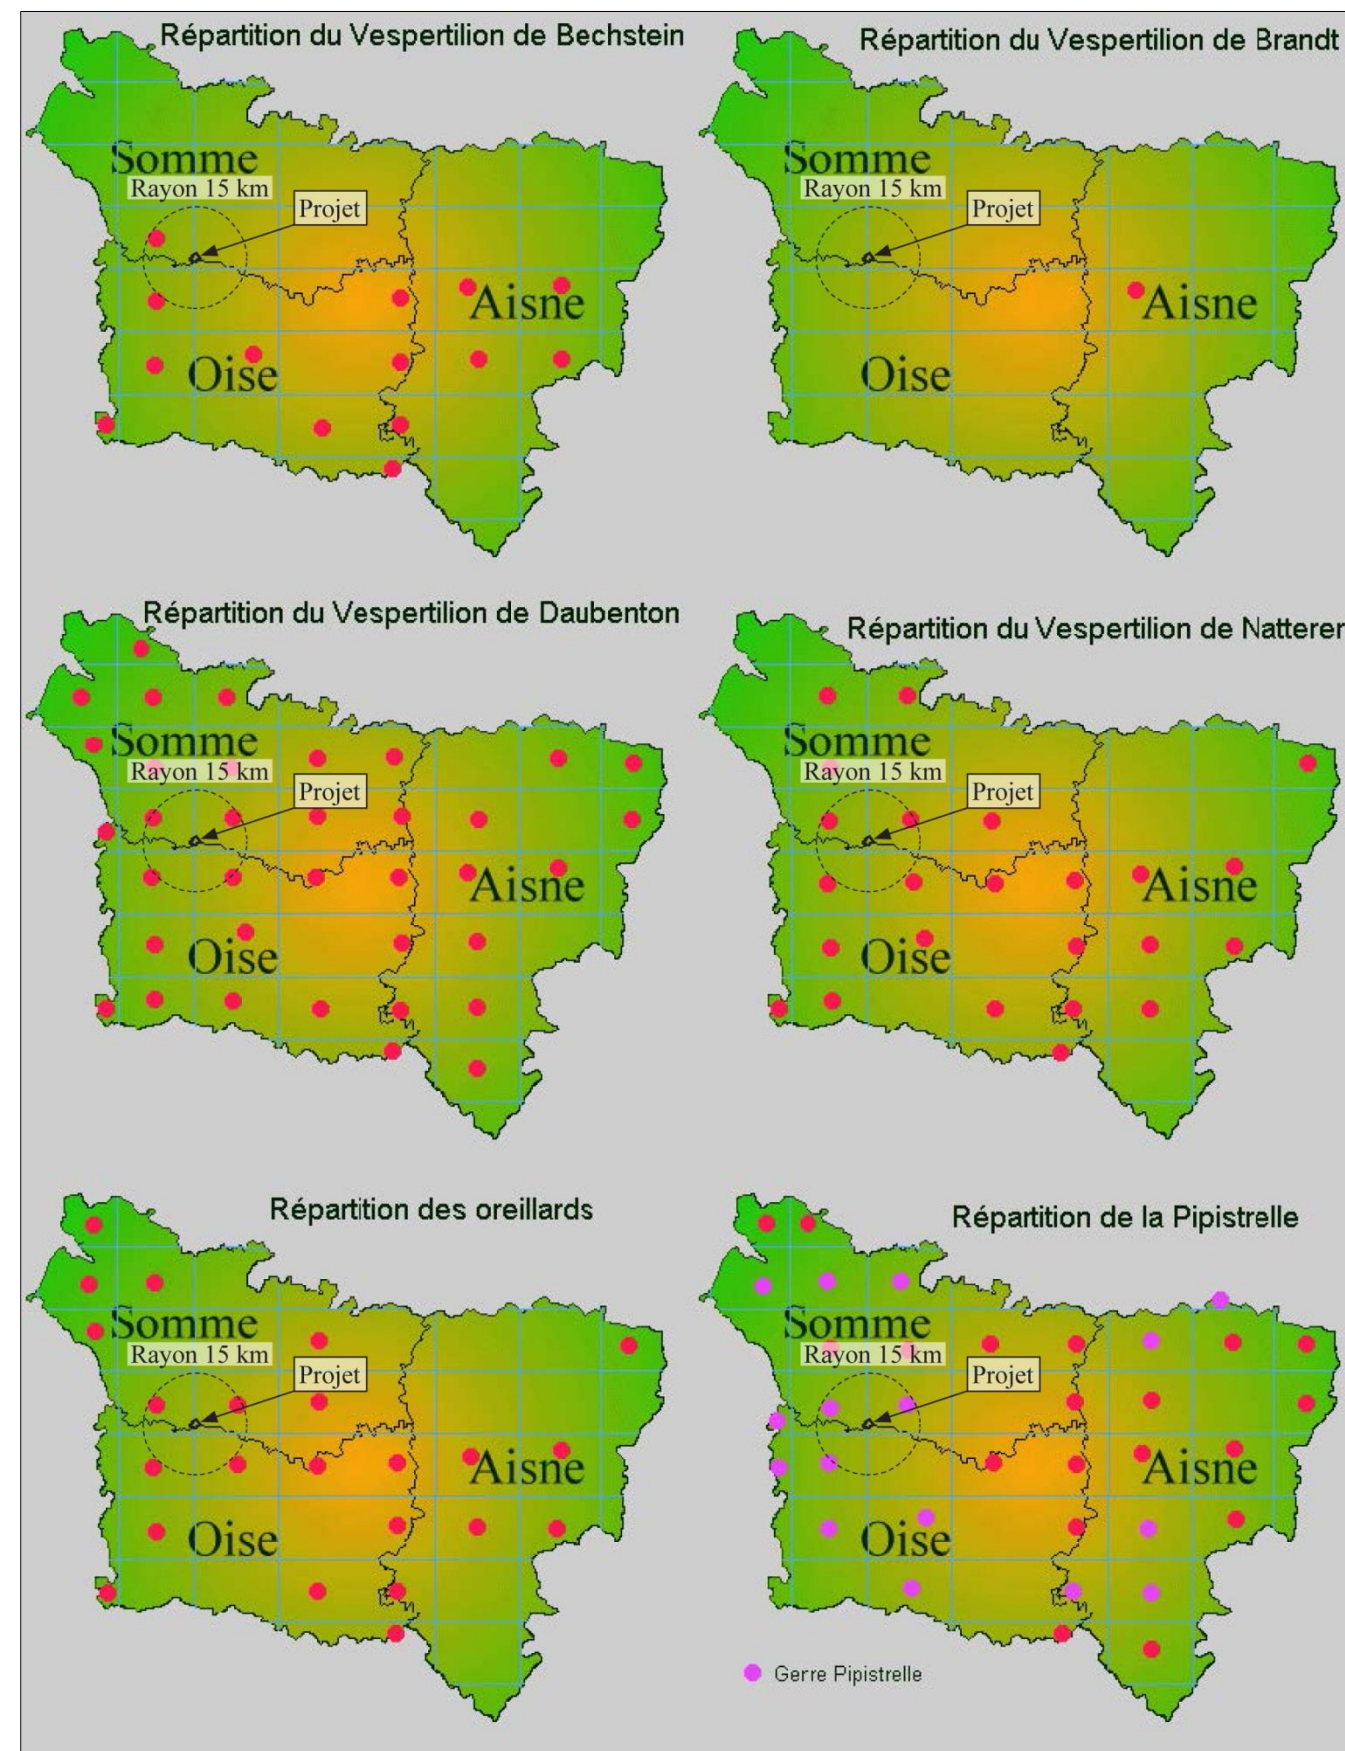 Répartition du Vespertilion de Bechstein
Somme
Rayon 15 km
Projet
Aisne
Oise
Répartition du Vespertilion de Brandt
Somme
Rayon 15 km
Projet
Aisne
Oise
Répartition du Vespertilion de Daubenton
Somme
Rayon 15 km
Projet
Aisne
Oise
Répartition du Vespertilion de Natterer
Somme
Rayon 15 km
Projet
Aisne
Oise
Répartition des oreillards
Somme
Rayon 15 km
Projet
Aisne
Oise
Répartition de la Pipistrelle
Somme
Rayon 15 km
Projet
Aisne
Oise
Gerre Pipistrelle